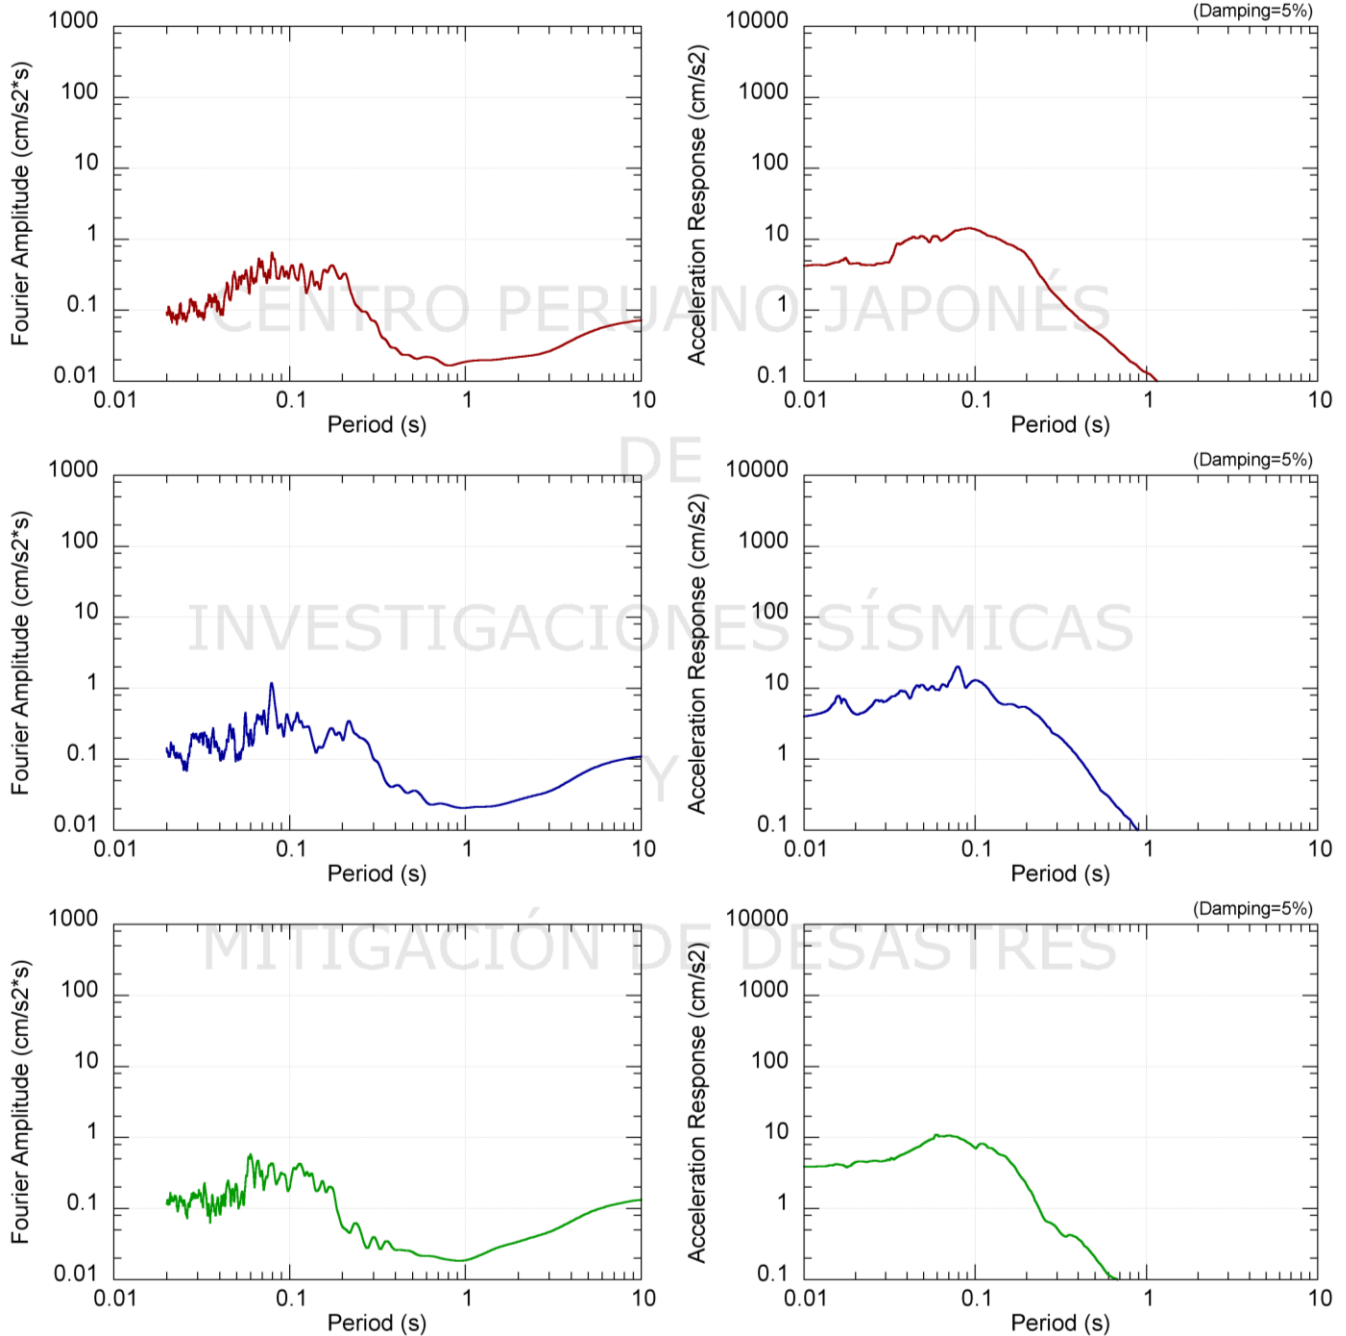 (Damping=5%)
1000
100
10
1
0.1
0.01
Fourier Amplitude (cm/s2*s)
0.01 0.1 1 10
Period (s)
10000
1000
100
10
1
0.1
Acceleration Response (cm/s2)
0.01 0.1 1 10
Period (s)
CENTRO PERUANO JAPONÉS
DE
(Damping=5%)
1000
100
10
1
0.1
0.01
Fourier Amplitude (cm/s2*s)
0.01 0.1 1 10
Period (s)
10000
1000
100
10
1
0.1
Acceleration Response (cm/s2)
0.01 0.1 1 10
Period (s)
INVESTIGACIONES SÍSMICAS
Y
(Damping=5%)
1000
100
10
1
0.1
0.01
Fourier Amplitude (cm/s2*s)
0.01 0.1 1 10
Period (s)
10000
1000
100
10
1
0.1
Acceleration Response (cm/s2)
0.01 0.1 1 10
Period (s)
MITIGACIÓN DE DESASTRES